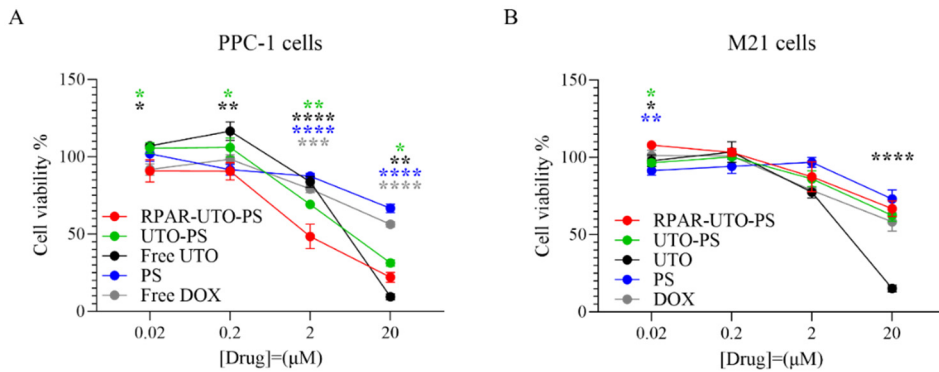 A
PPC-1 cells
Cell viability %
150
100
50
0
*
*
*
**
**
****
****
***
*
**
****
****
RPAR-UTO-PS
UTO-PS
Free UTO
PS
Free DOX
0.02
0.2
2
20
[Drug]=(μM)
B
M21 cells
Cell viability %
150
100
50
0
*
*
**
****
RPAR-UTO-PS
UTO-PS
UTO
PS
DOX
0.02
0.2
2
20
[Drug]=(μM)